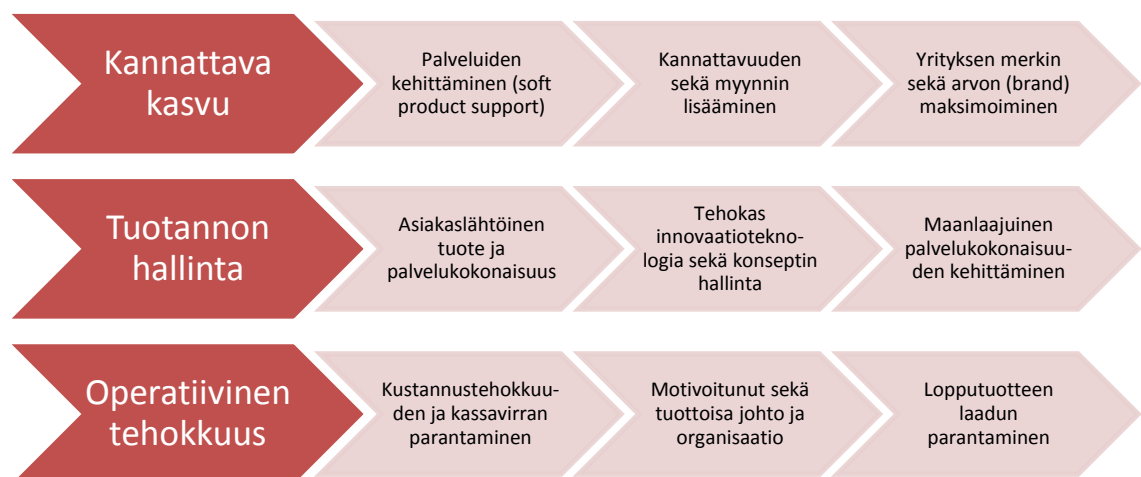 Kannattava
kasvu
Palveluiden
kehittäminen (soft
product support)
Kannattavuuden
sekä myynnin
lisääminen
Yrityksen merkin
sekä arvon (brand)
maksimoiminen
Tuotannon
hallinta
Asiakaslähtöinen
tuote ja
palvelukokonaisuus
Tehokas
innovaatiotekno-
logia sekä konseptin
hallinta
Maanlaajuinen
palvelukokonaisuu-
den kehittäminen
Operatiivinen
tehokkuus
Kustannustehokkuu-
den ja kassavirran
parantaminen
Motivoitunut sekä
tuottoisa johto ja
organisaatio
Lopputuotteen
laadun
parantaminen